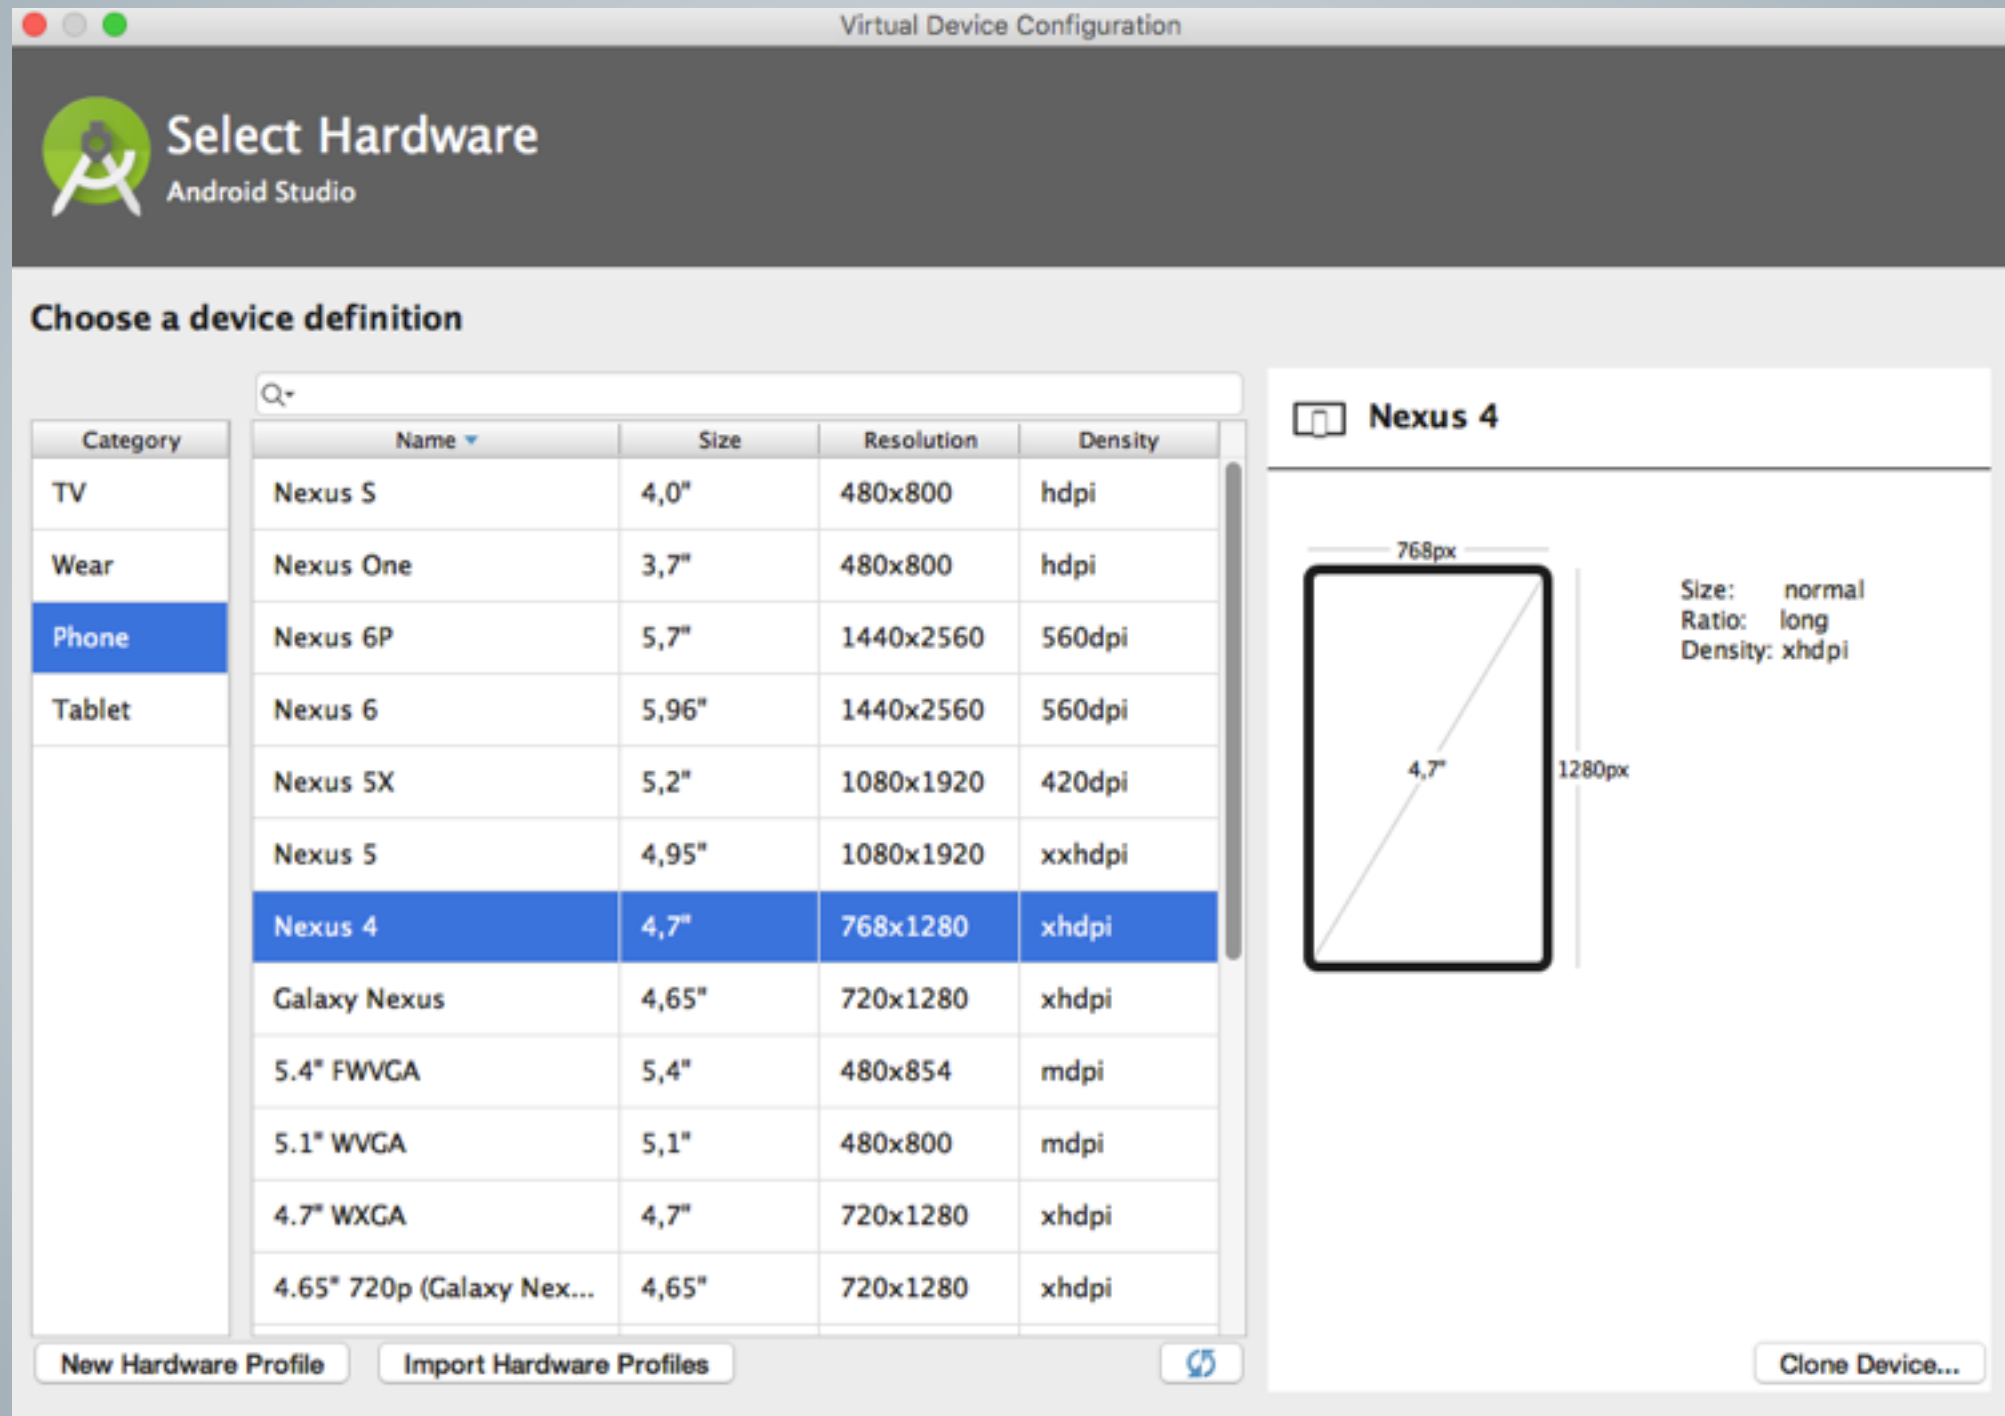 Virtual Device Configuration
Select Hardware
Android Studio
Choose a device definition
Category
TV
Wear
Phone
Tablet
Name Size Resolution Density
Nexus S 4,0" 480x800 hdpi
Nexus One 3,7" 480x800 hdpi
Nexus 6P 5,7" 1440x2560 560dpi
Nexus 6 5,96" 1440x2560 560dpi
Nexus 5X 5,2" 1080x1920 420dpi
Nexus 5 4,95" 1080x1920 xxhdpi
Nexus 4 4,7" 768x1280 xhdpi
Galaxy Nexus 4,65" 720x1280 xhdpi
5.4" FWVGA 5,4" 480x854 mdpi
5.1" WVGA 5,1" 480x800 mdpi
4.7" WXGA 4,7" 720x1280 xhdpi
4.65" 720p (Galaxy Nex... 4,65" 720x1280 xhdpi
New Hardware Profile Import Hardware Profiles
Nexus 4
768px
Size: normal
Ratio: long
Density: xhdpi
4,7" 1280px
Clone Device...